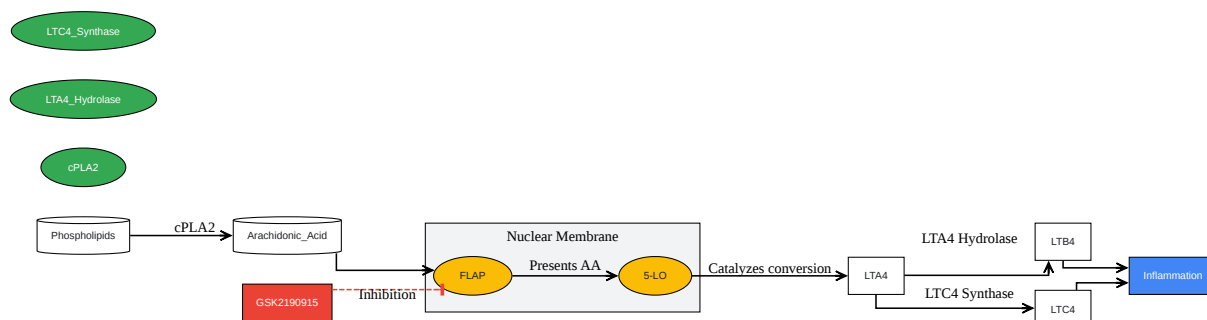 LTC4_Synthase
LTA4_Hydrolase
cPLA2
Phospholipids
cPLA2
Arachidonic_Acid
Nuclear Membrane
FLAP
Presents AA
5-LO
Catalyzes conversion
LTA4
LTA4 Hydrolase
LTB4
Inflammation
LTC4 Synthase
LTC4
GSK2190915
Inhibition